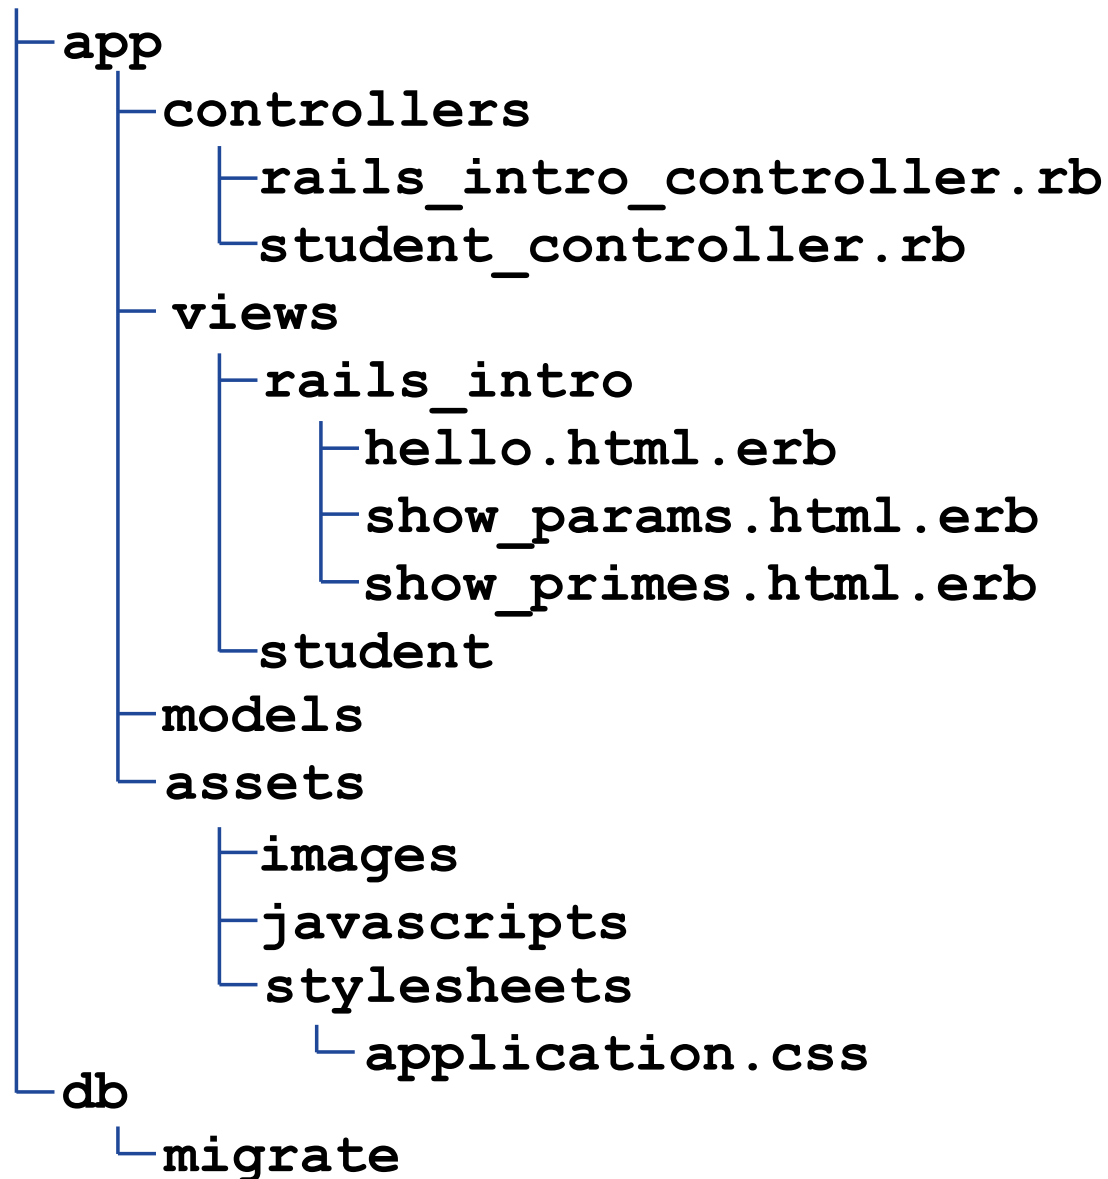 app
controllers
rails_intro_controller.rb
student_controller.rb
views
rails_intro
hello.html.erb
show_params.html.erb
show_primes.html.erb
student
models
assets
images
javascripts
stylesheets
application.css
db
migrate